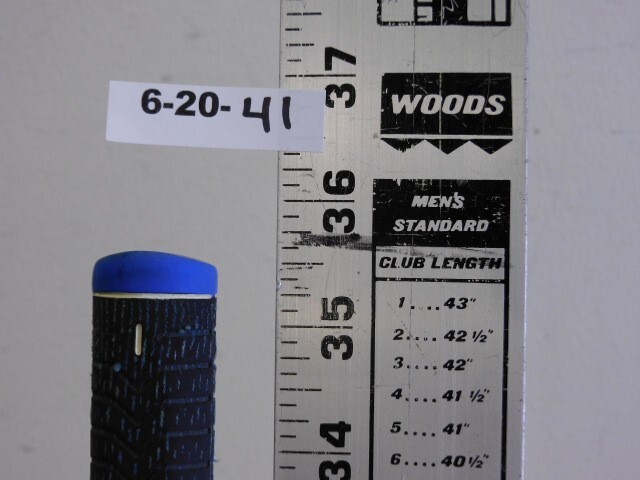 37
6-20-41
WOODS
36
MEN'S
STANDARD
CLUB LENGTH
35
1....43"
2....42 1/2"
3....42"
4....41 1/2"
5....41"
34
6....40 1/2"